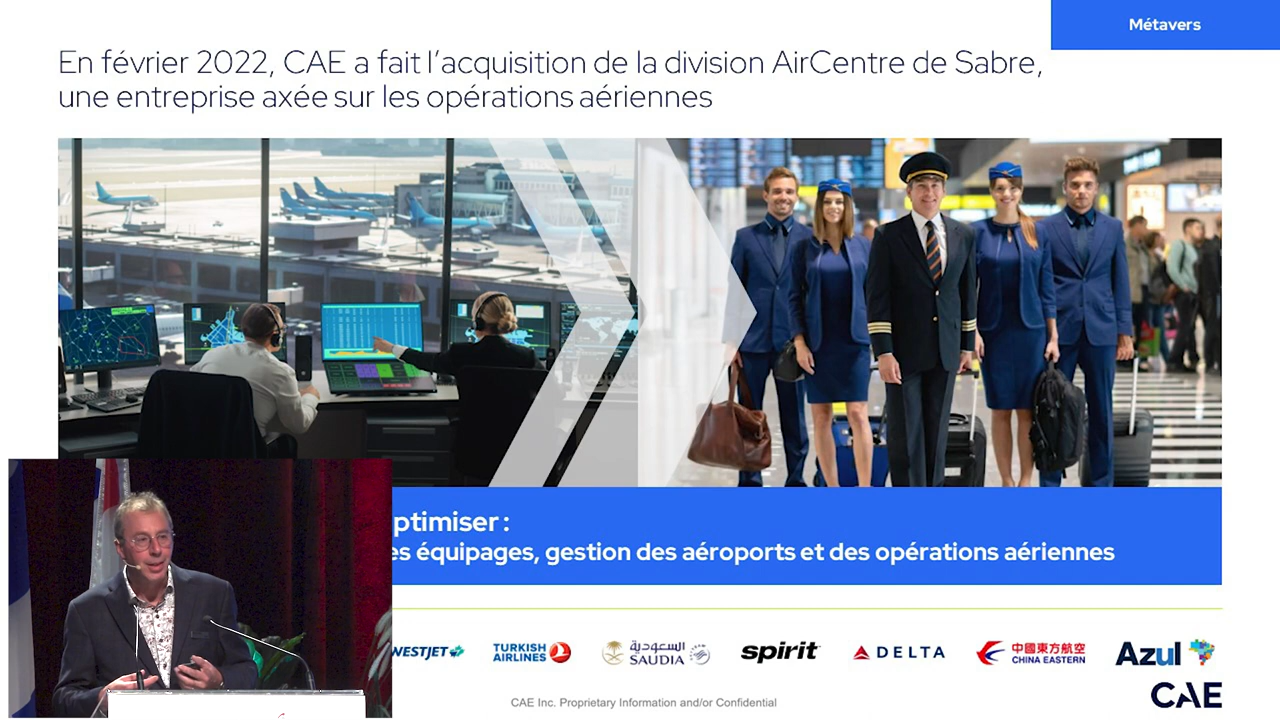 Métavers
En février 2022, CAE a fait l’acquisition de la division AirCentre de Sabre,
une entreprise axée sur les opérations aériennes
ptimiser :
es équipages, gestion des aéroports et des opérations aériennes
WESTJET
TURKISH
AIRLINES
السعودية
SAUDIA
spirit
DELTA
中國東方航空
CHINA EASTERN
Azul
CAE
CAE Inc. Proprietary Information and/or Confidential